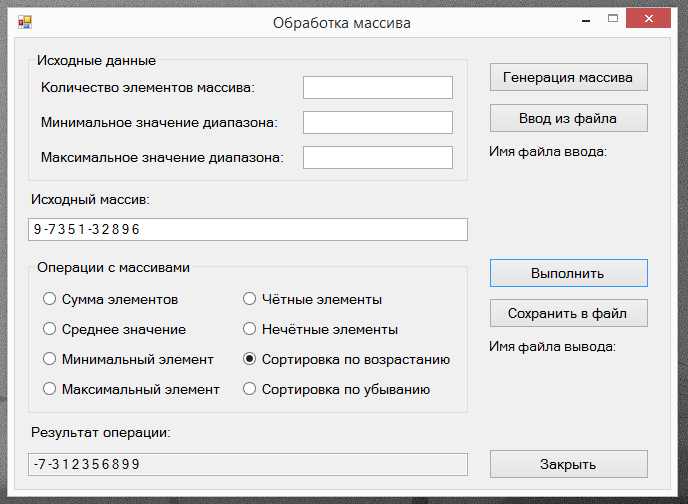 Обработка массива
Исходные данные
Количество элементов массива:
Минимальное значение диапазона:
Максимальное значение диапазона:
Генерация массива
Ввод из файла
Имя файла ввода:
Исходный массив:
9 -7 3 5 1 -3 2 8 9 6
Операции с массивами
Сумма элементов
Среднее значение
Минимальный элемент
Максимальный элемент
Чётные элементы
Нечётные элементы
Сортировка по возрастанию
Сортировка по убыванию
Выполнить
Сохранить в файл
Имя файла вывода:
Результат операции:
-7 -3 1 2 3 5 6 8 9 9
Закрыть